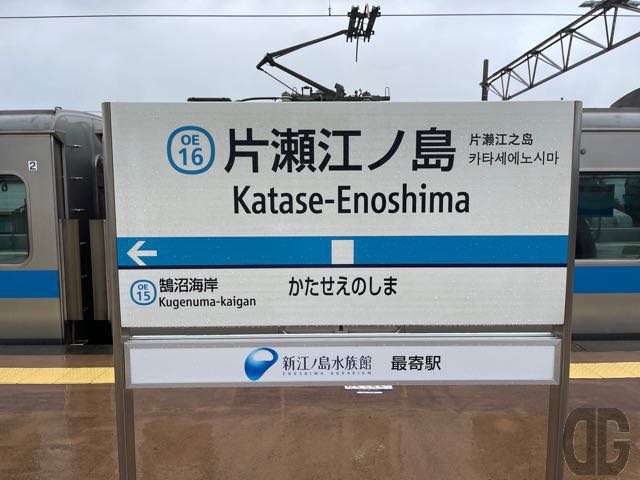 2
OE
16
片瀬江ノ島
片濑江之岛
카타세에노시마
Katase-Enoshima
OE
15
鵠沼海岸
Kugenuma-kaigan
かたせえのしま
新江ノ島水族館
ENOSHIMA AQUARIUM
最寄駅
DG